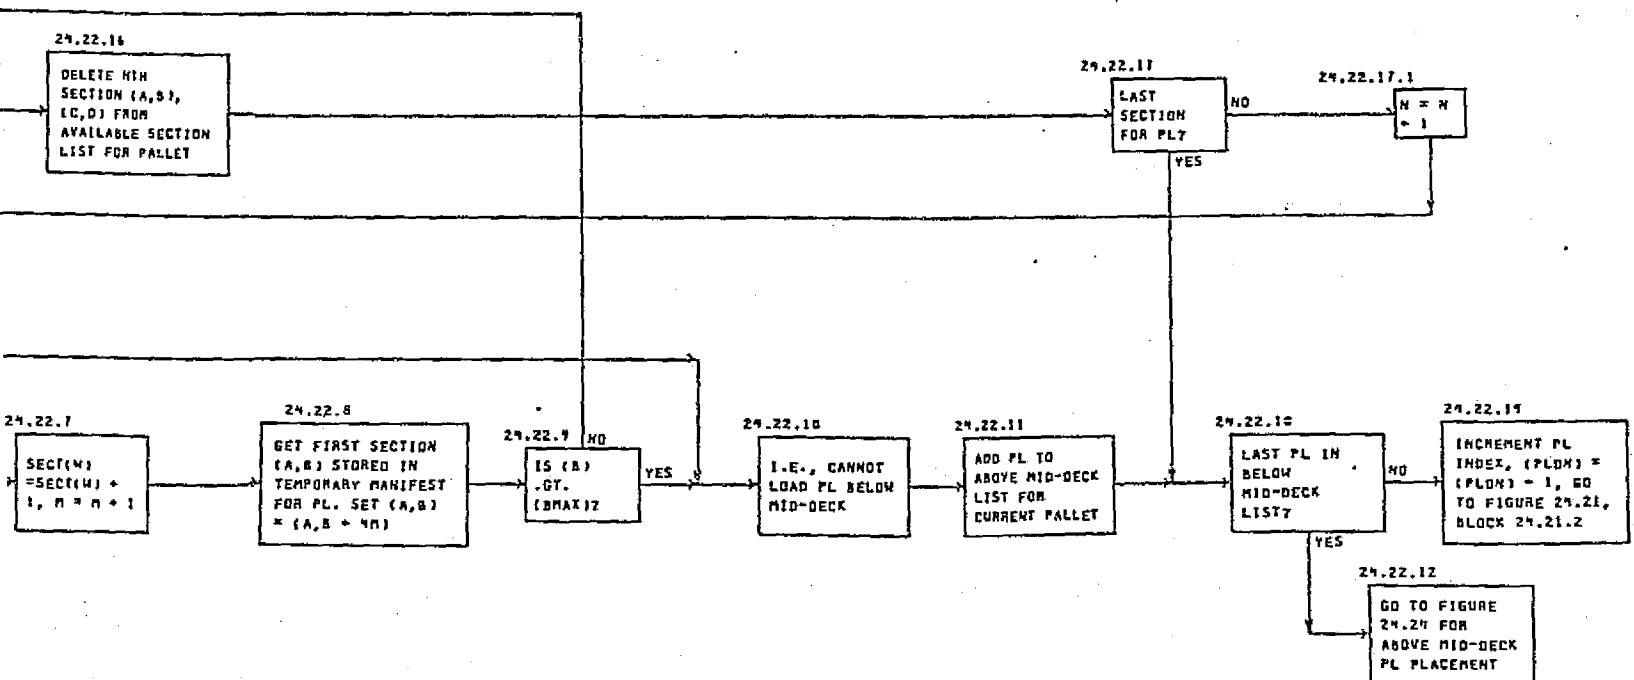 24.22.16
DELETE NTH
SECTION (A,B),
(C,D) FROM
AVAILABLE SECTION
LIST FOR PALLET
24.22.17
LAST
SECTION
FOR PL?
NO
YES
24.22.17.1
N = N
+ 1
24.22.7
SECT(W)
=SECT(W) +
1, M = M + 1
24.22.8
GET FIRST SECTION
(A,B) STORED IN
TEMPORARY MANIFEST
FOR PL. SET (A,B)
= (A,B + 4M)
24.22.9
NO
IS (B)
.GT.
(BMAX)?
YES
24.22.10
I.E., CANNOT
LOAD PL BELOW
MID-DECK
24.22.11
ADD PL TO
ABOVE MID-DECK
LIST FOR
CURRENT PALLET
24.22.18
LAST PL IN
BELOW
MID-DECK
LIST?
NO
YES
24.22.19
INCREMENT PL
INDEX, (PLDX) =
(PLDX) + 1, GO
TO FIGURE 24.21,
BLOCK 24.21.2
24.22.12
GO TO FIGURE
24.24 FOR
ABOVE MID-DECK
PL PLACEMENT